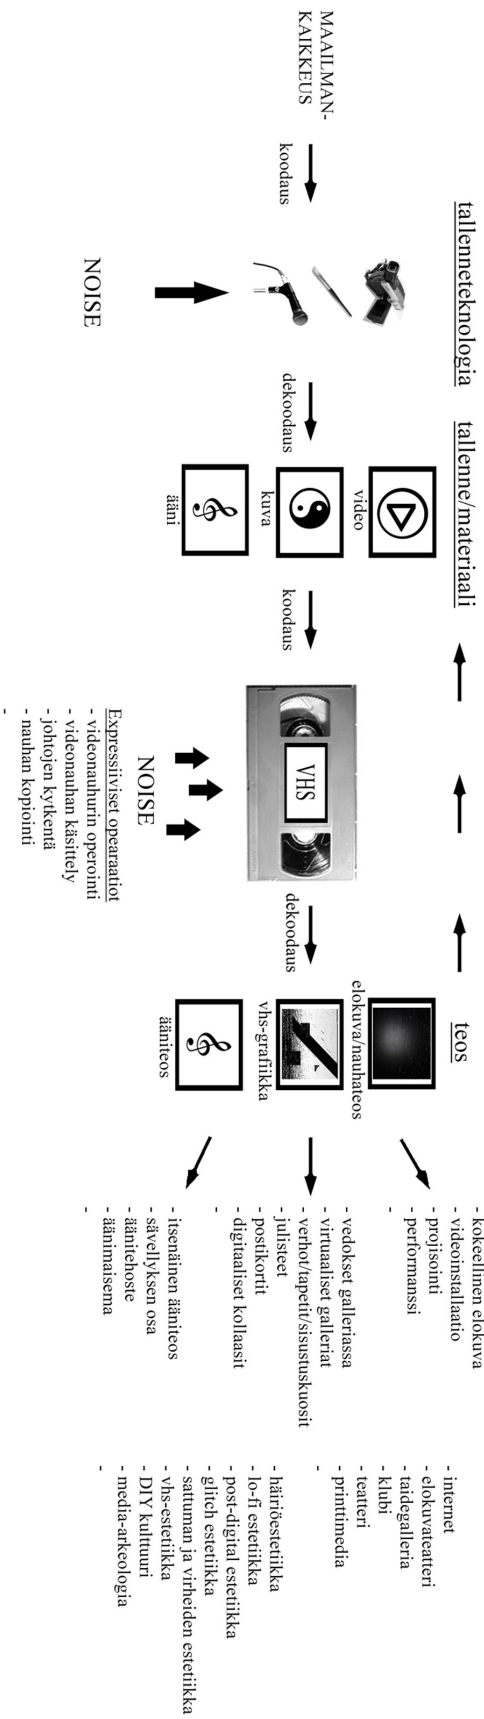 MAAILMAN-
KAIKKEUS
koodaus
tallenneteknologia
NOISE
dekoodaus
tallenne/materiaali
video
kuva
ääni
koodaus
VHS
NOISE
Expressiiviset opearaatiot
- videonauhurin operointi
- videonauhan käsittely
- johtojen kytkentä
- nauhan kopiointi
-
dekoodaus
teos
elokuva/nauhateos
vhs-grafiikka
ääniteos
- kokeellinen elokuva
- videoinstallaatio
- projisointi
- performanssi
-
- vedokset galleriassa
- virtuaaliset galleriat
- verhot/tapetit/sisustuskuosit
- julisteet
- postikortit
- digitaaliset kollaasit
-
- itsenäinen ääniteos
- sävellyksen osa
- äänitehoste
- äänimaisema
-
- internet
- elokuvateatteri
- taidegalleria
- klubi
- teatteri
- printtimedia
-
- häiriöestetiikka
- lo-fi estetiikka
- post-digital estetiikka
- glitch estetiikka
- sattuman ja virheiden estetiikka
- vhs-estetiikka
- DIY kulttuuri
- media-arkeologia
-